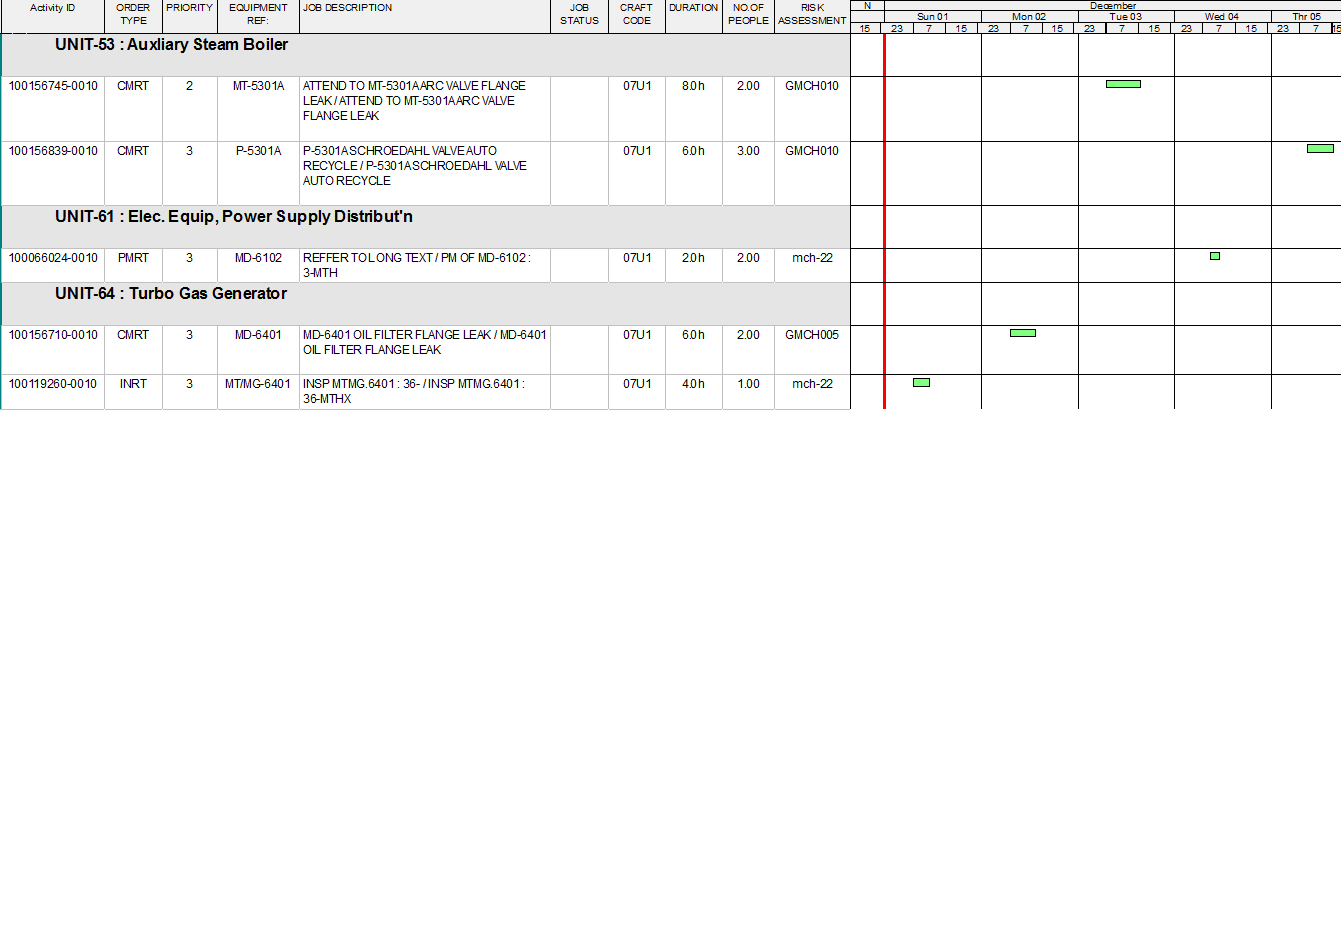 Activity ID ORDER TYPE PRIORITY EQUIPMENT REF: JOB DESCRIPTION JOB STATUS CRAFT CODE DURATION NO.OF PEOPLE RISK ASSESSMENT
N December
Sun 01 Mon 02 Tue 03 Wed 04 Thr 05
15 23 7 15 23 7 15 23 7 15 23 7 15 23 7 15
UNIT-53 : Auxliary Steam Boiler
100156745-0010 CMRT 2 MT-5301A ATTEND TO MT-5301A ARC VALVE FLANGE 07U1 8.0h 2.00 GMCH010
LEAK / ATTEND TO MT-5301A ARC VALVE
FLANGE LEAK
100156839-0010 CMRT 3 P-5301A P-5301A SCHROEDAHL VALVE AUTO 07U1 6.0h 3.00 GMCH010
RECYCLE / P-5301A SCHROEDAHL VALVE
AUTO RECYCLE
UNIT-61 : Elec. Equip, Power Supply Distribut'n
100066024-0010 PMRT 3 MD-6102 REFFER TO LONG TEXT / PM OF MD-6102 : 07U1 2.0h 2.00 mch-22
3-MTH
UNIT-64 : Turbo Gas Generator
100156710-0010 CMRT 3 MD-6401 MD-6401 OIL FILTER FLANGE LEAK / MD-6401 07U1 6.0h 2.00 GMCH005
OIL FILTER FLANGE LEAK
100119260-0010 INRT 3 MT/MG-6401 INSP MTMG.6401 : 36- / INSP MTMG.6401 : 07U1 4.0h 1.00 mch-22
36-MTHX